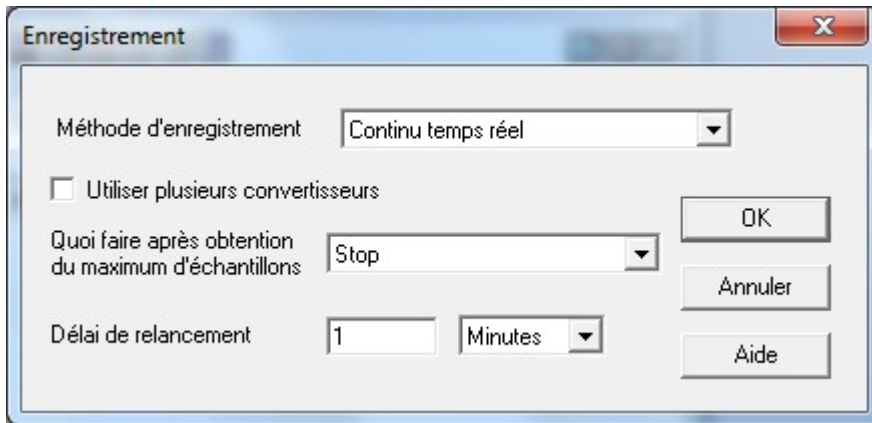 Enregistrement
Méthode d'enregistrement Continu temps réel
Utiliser plusieurs convertisseurs
OK
Quoi faire après obtention
du maximum d'échantillons Stop
Annuler
Délai de relancement 1 Minutes
Aide